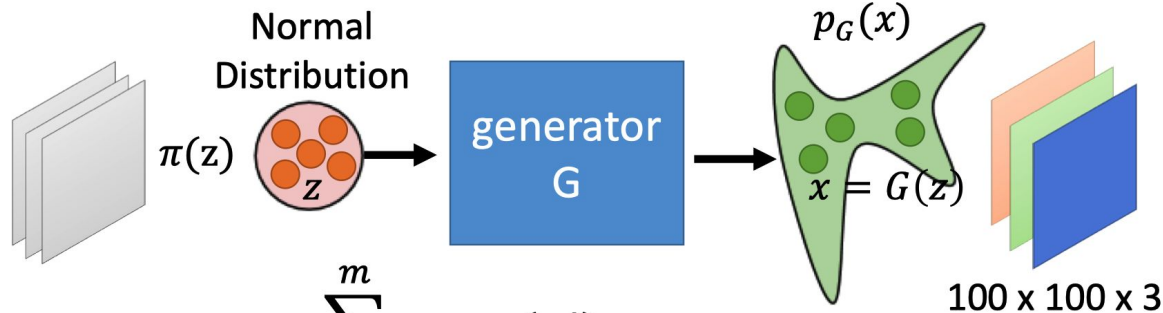 Normal
Distribution
π(z)
z
generator
G
p_G(x)
x = G(z)
100 x 100 x 3
m
∑